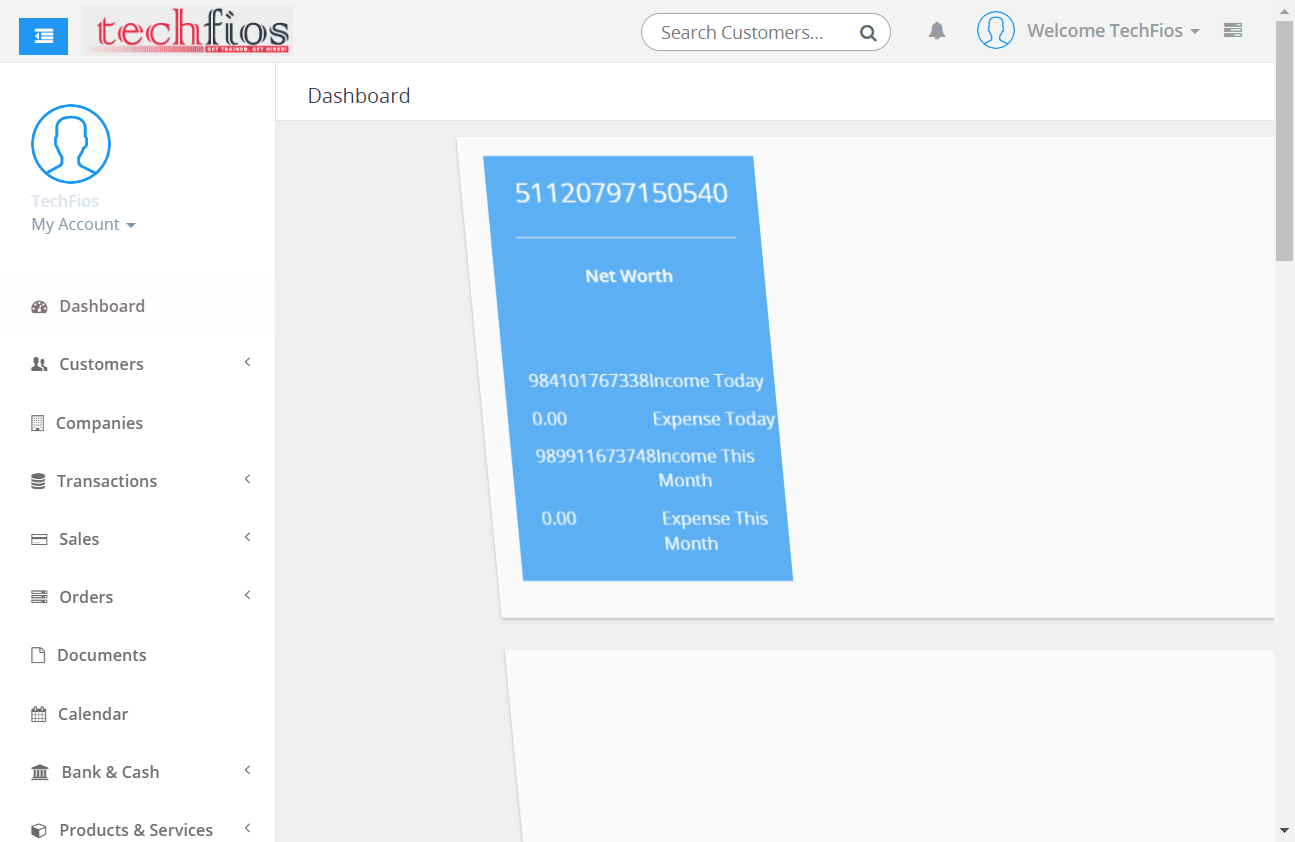 techfios
GET TRAINED. GET HIRED!
Search Customers...
Welcome TechFios
TechFios
My Account
Dashboard
Customers
Companies
Transactions
Sales
Orders
Documents
Calendar
Bank & Cash
Products & Services
Dashboard
51120797150540
Net Worth
984101767338Income Today
0.00 Expense Today
989911673748Income This
Month
0.00 Expense This
Month